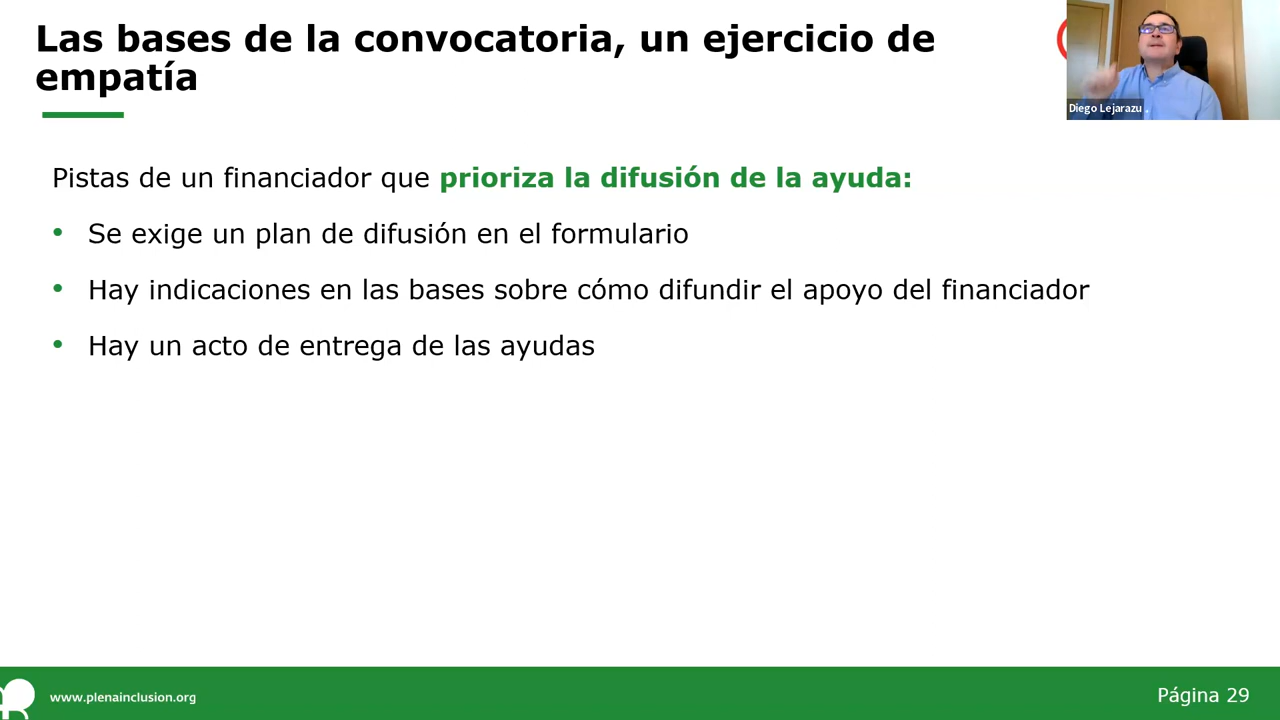 Las bases de la convocatoria, un ejercicio de
empatía
Diego Lejarazu
Pistas de un financiador que prioriza la difusión de la ayuda:
• Se exige un plan de difusión en el formulario
• Hay indicaciones en las bases sobre cómo difundir el apoyo del financiador
• Hay un acto de entrega de las ayudas
www.plenainclusion.org
Página 29